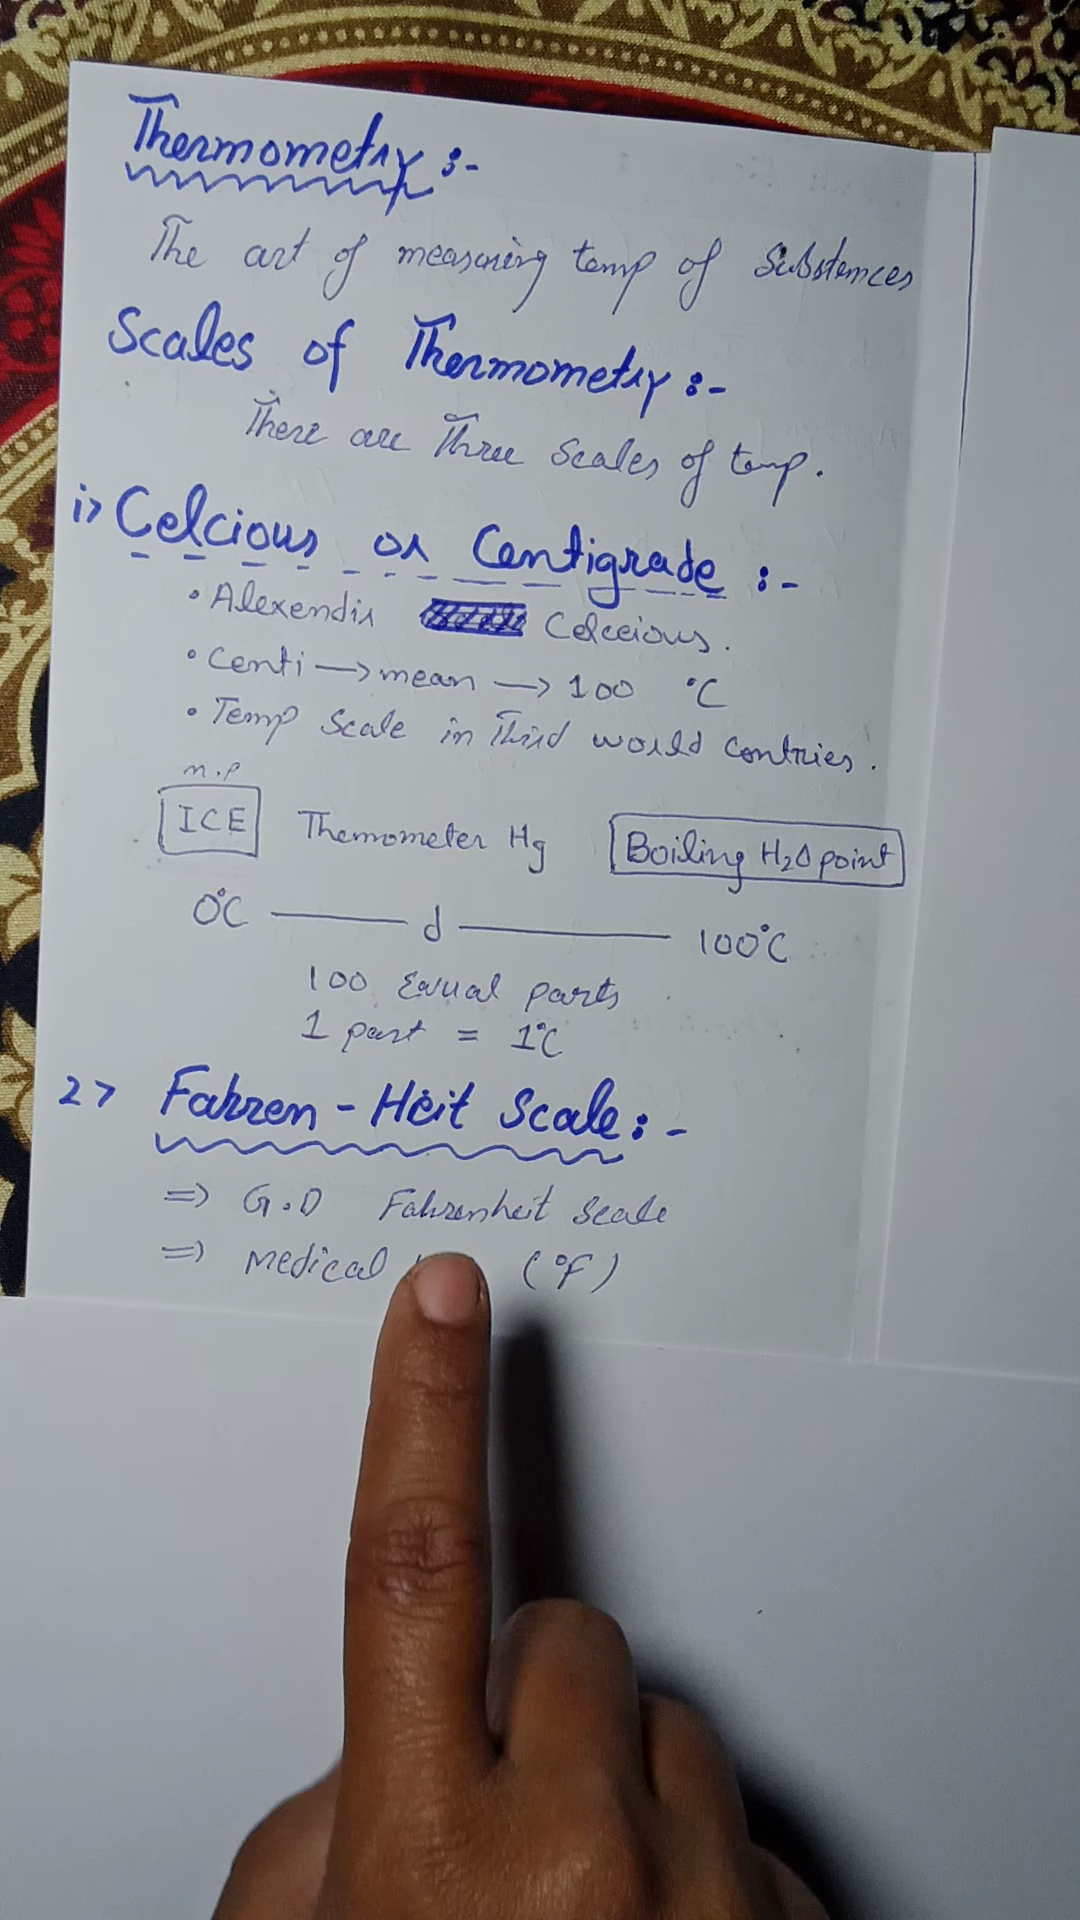 Thermometry :-
The art of measuring temp of Substences
Scales of Thermometry :-
There are Three Scales of temp.
i> Celcious or Centigrade :-
• Alexendir Celceious.
• Centi —> mean —> 100 °C
• Temp Scale in Third world Contries.
m.p
ICE Themometer Hg Boiling H₂O point
0°C —— d —— 100°C
100 Equal parts
1 part = 1°C
2> Fahren-Heit Scale :-
=> G.D Fahrenheit Scale
=> Medical (°F)